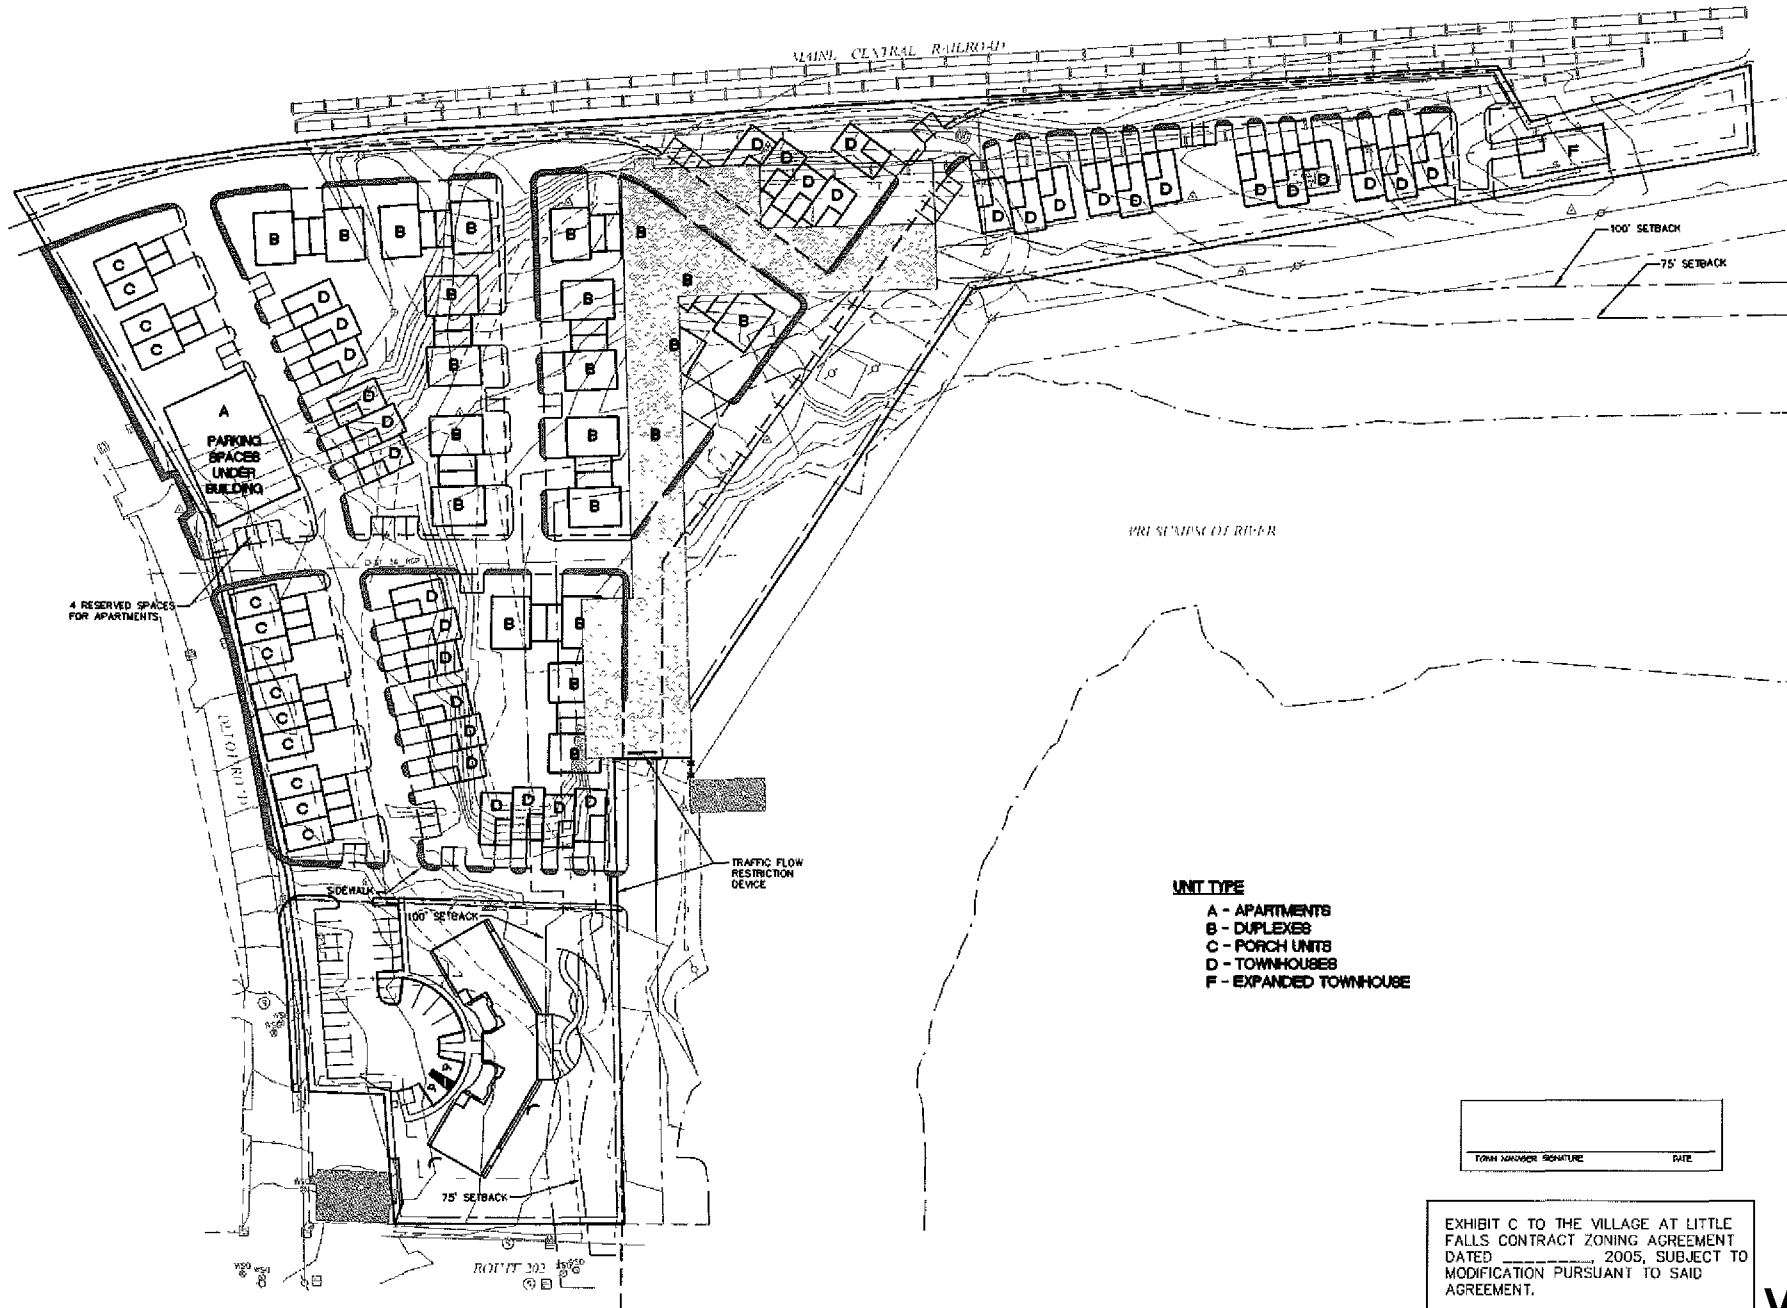 MAINE CENTRAL RAILROAD
D D D
D D
D D D D D D D D D D D D
F
100' SETBACK
75' SETBACK
B B B B B B
C
C
C
C
D
D
D
B B B
B B
B B B
B B B
B B
D
D
D
A
PARKING
SPACES
UNDER
BUILDING
PRESUMPSCOT RIVER
4 RESERVED SPACES
FOR APARTMENTS
C
C
C
C
C
C
C
C
C
D
D
D
D
D
D
B B
B
B
D D D D
DEPOT ROAD
TRAFFIC FLOW
RESTRICTION
DEVICE
SIDEWALK
100' SETBACK
UNIT TYPE
A - APARTMENTS
B - DUPLEXES
C - PORCH UNITS
D - TOWNHOUSES
F - EXPANDED TOWNHOUSE
75' SETBACK
ROUTE 202
TOWN MANAGER SIGNATURE DATE
EXHIBIT C TO THE VILLAGE AT LITTLE
FALLS CONTRACT ZONING AGREEMENT
DATED __________, 2005, SUBJECT TO
MODIFICATION PURSUANT TO SAID
AGREEMENT.